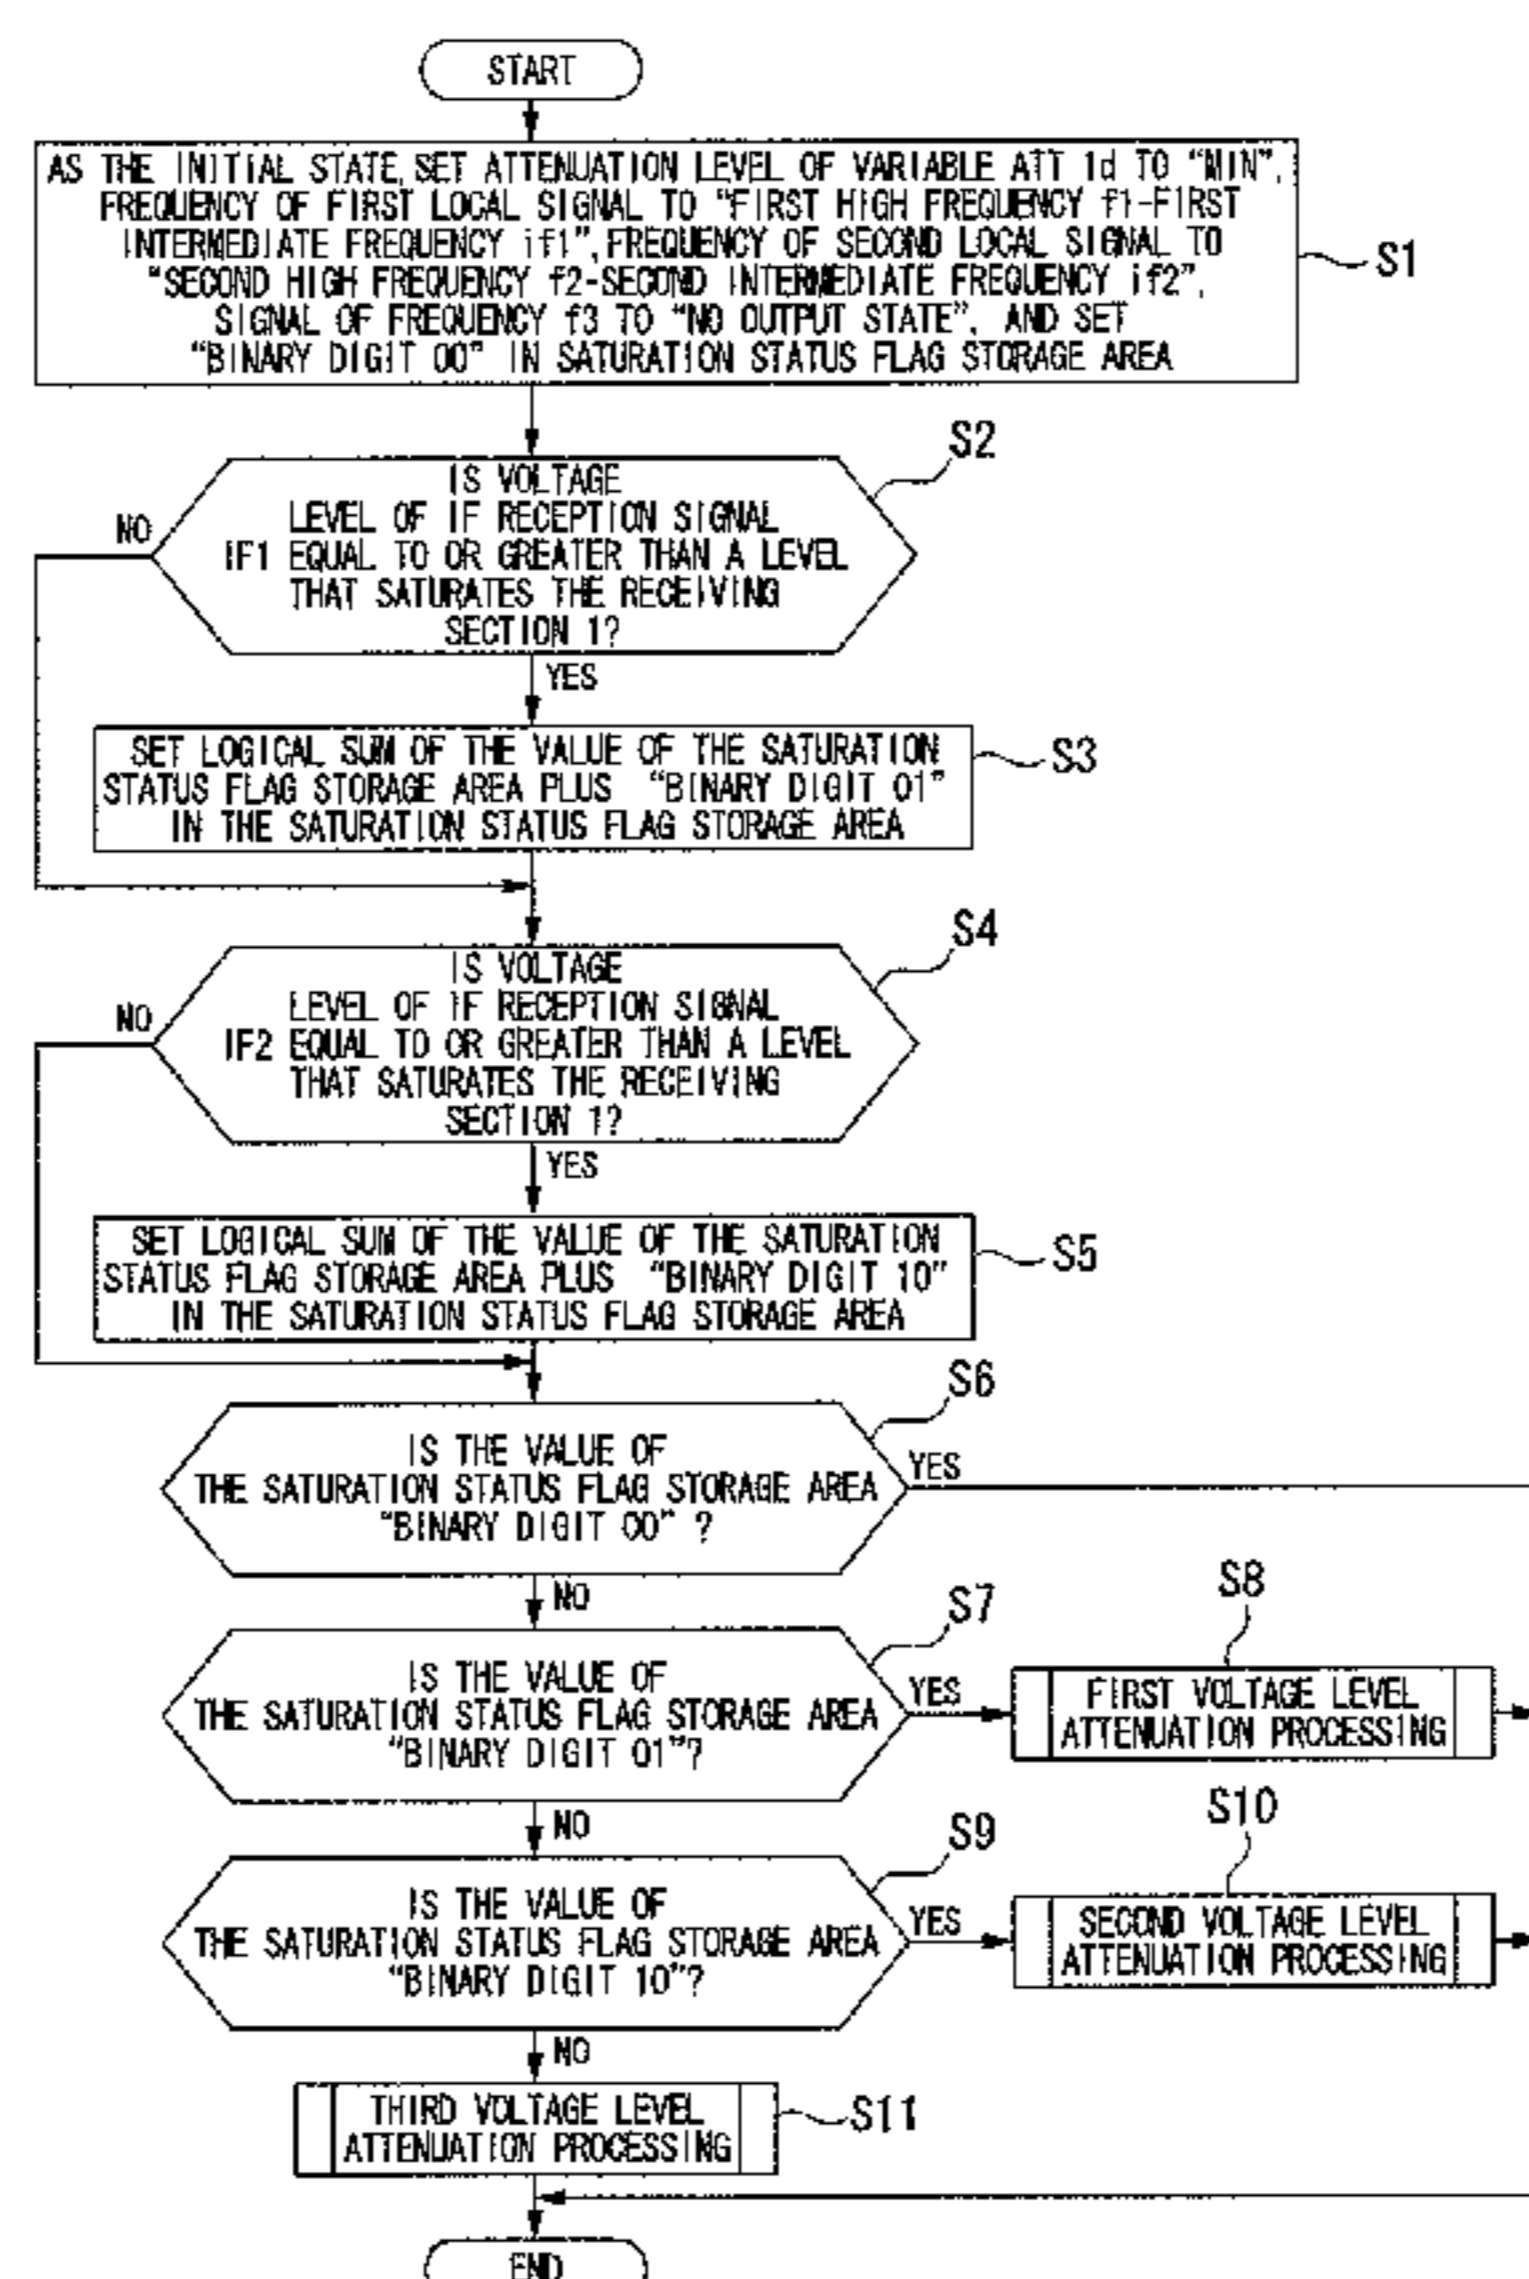 START
AS THE INITIAL STATE, SET ATTENUATION LEVEL OF VARIABLE ATT 1d TO “MIN”,
FREQUENCY OF FIRST LOCAL SIGNAL TO “FIRST HIGH FREQUENCY f1-FIRST
INTERMEDIATE FREQUENCY if1”, FREQUENCY OF SECOND LOCAL SIGNAL TO
“SECOND HIGH FREQUENCY f2-SECOND INTERMEDIATE FREQUENCY if2”,
SIGNAL OF FREQUENCY f3 TO “NO OUTPUT STATE”, AND SET
“BINARY DIGIT 00” IN SATURATION STATUS FLAG STORAGE AREA
S1
S2
IS VOLTAGE
LEVEL OF IF RECEPTION SIGNAL
IF1 EQUAL TO OR GREATER THAN A LEVEL
THAT SATURATES THE RECEIVING
SECTION 1?
NO
YES
SET LOGICAL SUM OF THE VALUE OF THE SATURATION
STATUS FLAG STORAGE AREA PLUS “BINARY DIGIT 01”
IN THE SATURATION STATUS FLAG STORAGE AREA
S3
S4
IS VOLTAGE
LEVEL OF IF RECEPTION SIGNAL
IF2 EQUAL TO OR GREATER THAN A LEVEL
THAT SATURATES THE RECEIVING
SECTION 1?
NO
YES
SET LOGICAL SUM OF THE VALUE OF THE SATURATION
STATUS FLAG STORAGE AREA PLUS “BINARY DIGIT 10”
IN THE SATURATION STATUS FLAG STORAGE AREA
S5
S6
IS THE VALUE OF
THE SATURATION STATUS FLAG STORAGE AREA
“BINARY DIGIT 00” ?
YES
NO
S7
IS THE VALUE OF
THE SATURATION STATUS FLAG STORAGE AREA
“BINARY DIGIT 01”?
YES
S8
FIRST VOLTAGE LEVEL
ATTENUATION PROCESSING
NO
S9
IS THE VALUE OF
THE SATURATION STATUS FLAG STORAGE AREA
“BINARY DIGIT 10”?
YES
S10
SECOND VOLTAGE LEVEL
ATTENUATION PROCESSING
NO
THIRD VOLTAGE LEVEL
ATTENUATION PROCESSING
S11
END